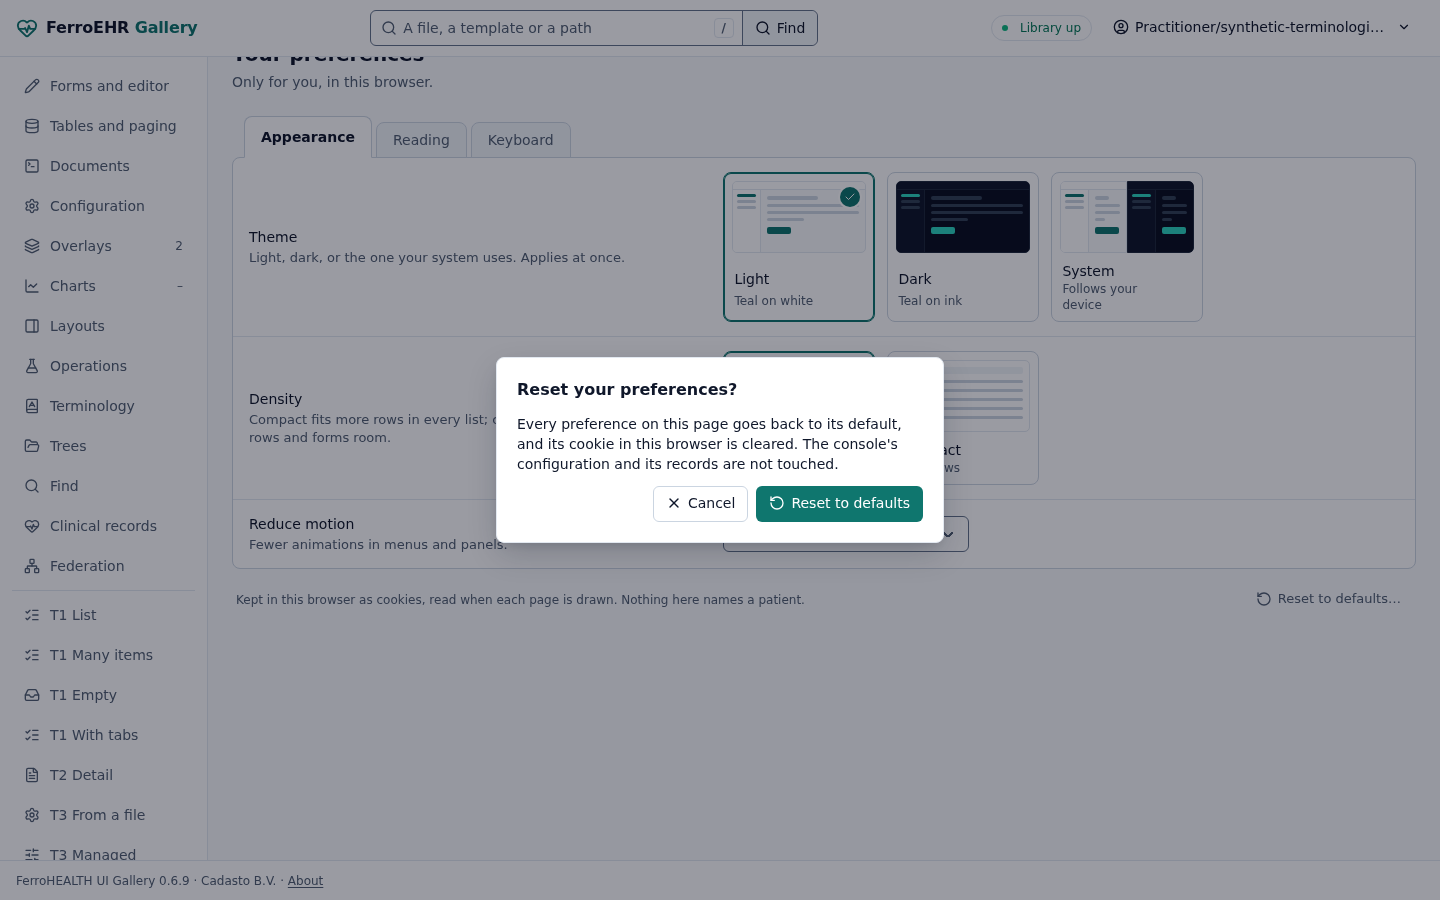 FerroEHR Gallery
A file, a template or a path
/
Find
Library up
Practitioner/synthetic-terminologi…
Forms and editor
Tables and paging
Documents
Configuration
Overlays 2
Charts –
Layouts
Operations
Terminology
Trees
Find
Clinical records
Federation
T1 List
T1 Many items
T1 Empty
T1 With tabs
T2 Detail
T3 From a file
T3 Managed
Your preferences
Only for you, in this browser.
Appearance
Reading
Keyboard
Theme
Light, dark, or the one your system uses. Applies at once.
Light
Teal on white
Dark
Teal on ink
System
Follows your
device
Density
Compact fits more rows in every list;
rows and forms room.
Reduce motion
Fewer animations in menus and panels.
Reset your preferences?
Every preference on this page goes back to its default,
and its cookie in this browser is cleared. The console's
configuration and its records are not touched.
Cancel
Reset to defaults
Kept in this browser as cookies, read when each page is drawn. Nothing here names a patient.
Reset to defaults…
FerroHEALTH UI Gallery 0.6.9 · Cadasto B.V. · About